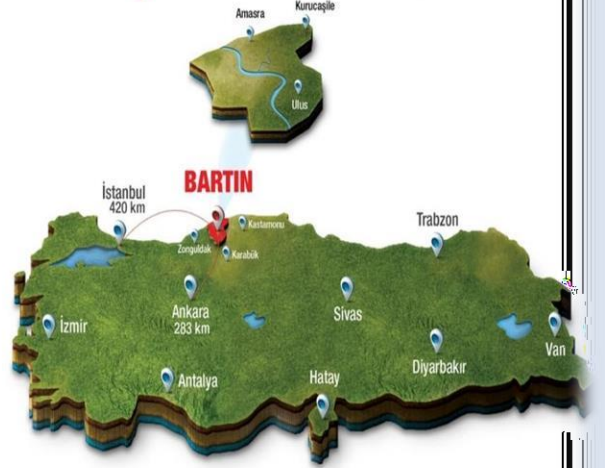 Kurucaşile
Amasra
Ulus
BARTIN
İstanbul
420 km
Kastamonu
Zonguldak
Karabük
Trabzon
Ankara
283 km
Sivas
İzmir
Van
Diyarbakır
Antalya
Hatay